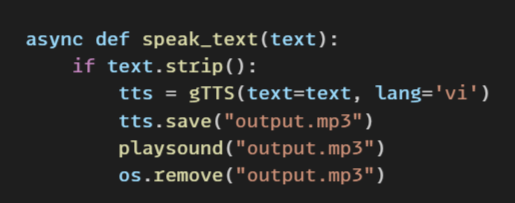 async def speak_text(text):
    if text.strip():
        tts = gTTS(text=text, lang='vi')
        tts.save("output.mp3")
        playsound("output.mp3")
        os.remove("output.mp3")